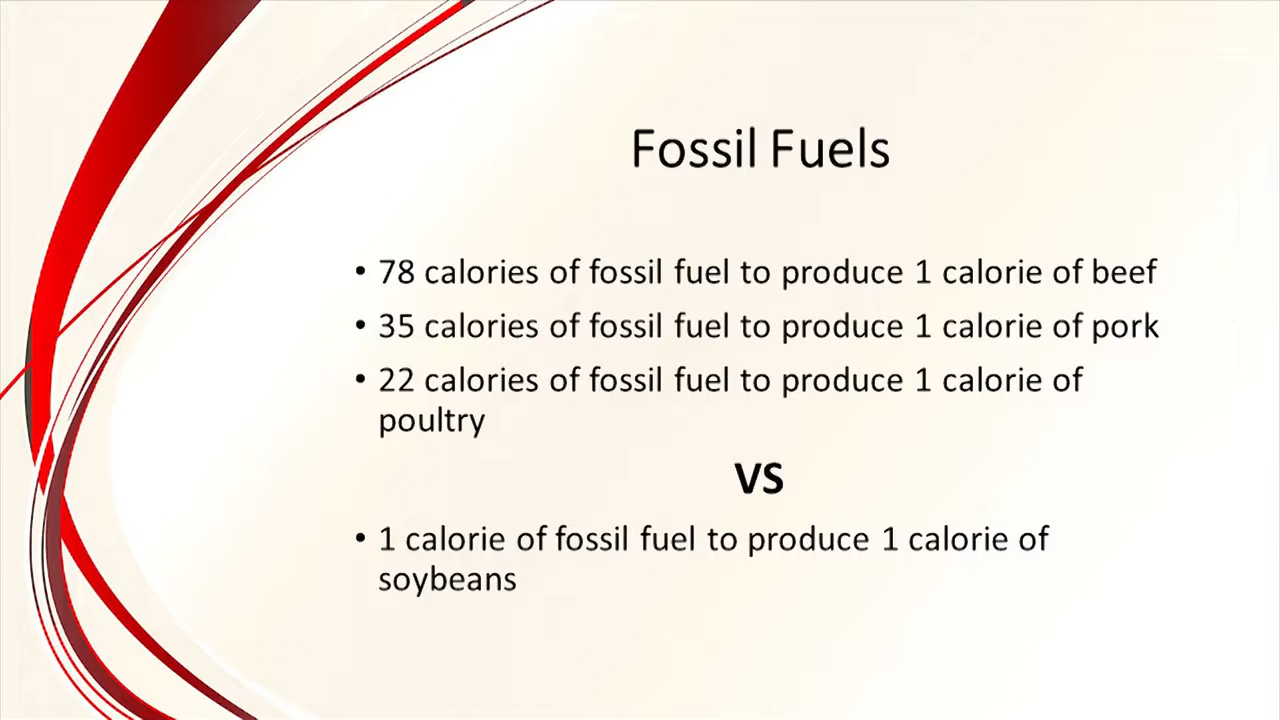 Fossil Fuels
• 78 calories of fossil fuel to produce 1 calorie of beef
• 35 calories of fossil fuel to produce 1 calorie of pork
• 22 calories of fossil fuel to produce 1 calorie of
poultry
VS
• 1 calorie of fossil fuel to produce 1 calorie of
soybeans